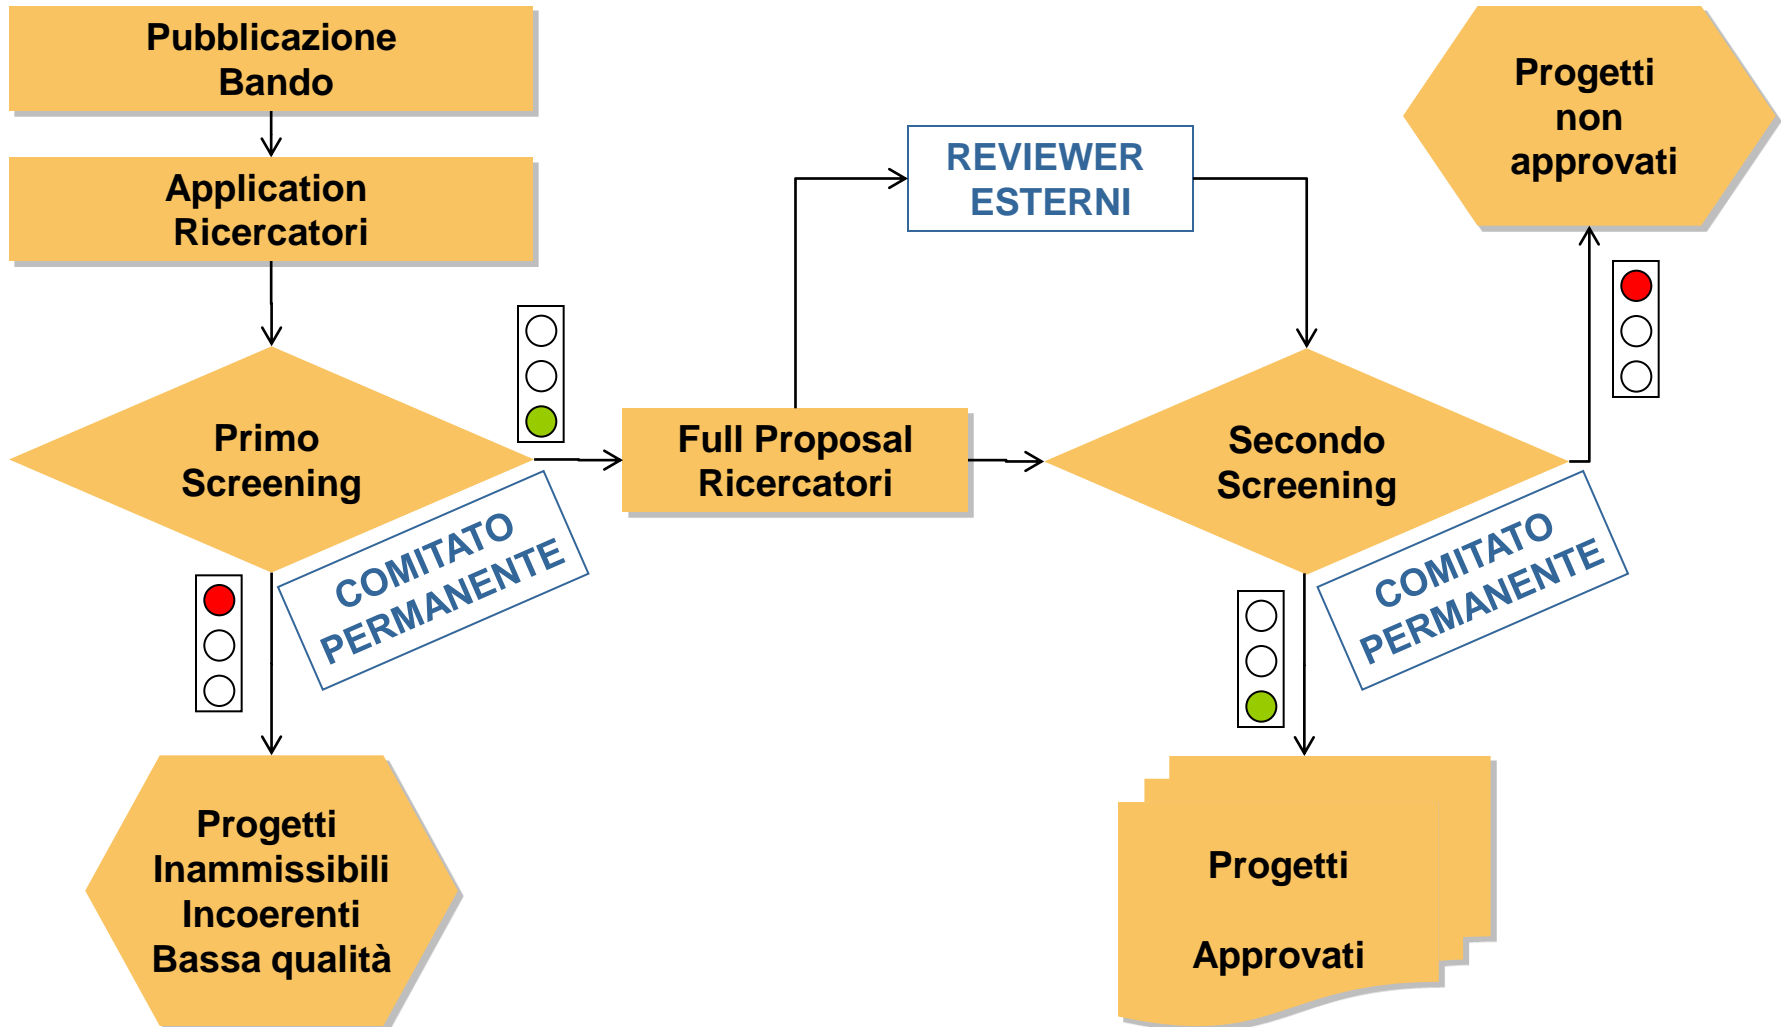 Pubblicazione
Bando
Application
Ricercatori
Primo
Screening
COMITATO
PERMANENTE
Progetti
Inammissibili
Incoerenti
Bassa qualità
Full Proposal
Ricercatori
REVIEWER
ESTERNI
Secondo
Screening
COMITATO
PERMANENTE
Progetti
non
approvati
Progetti
Approvati